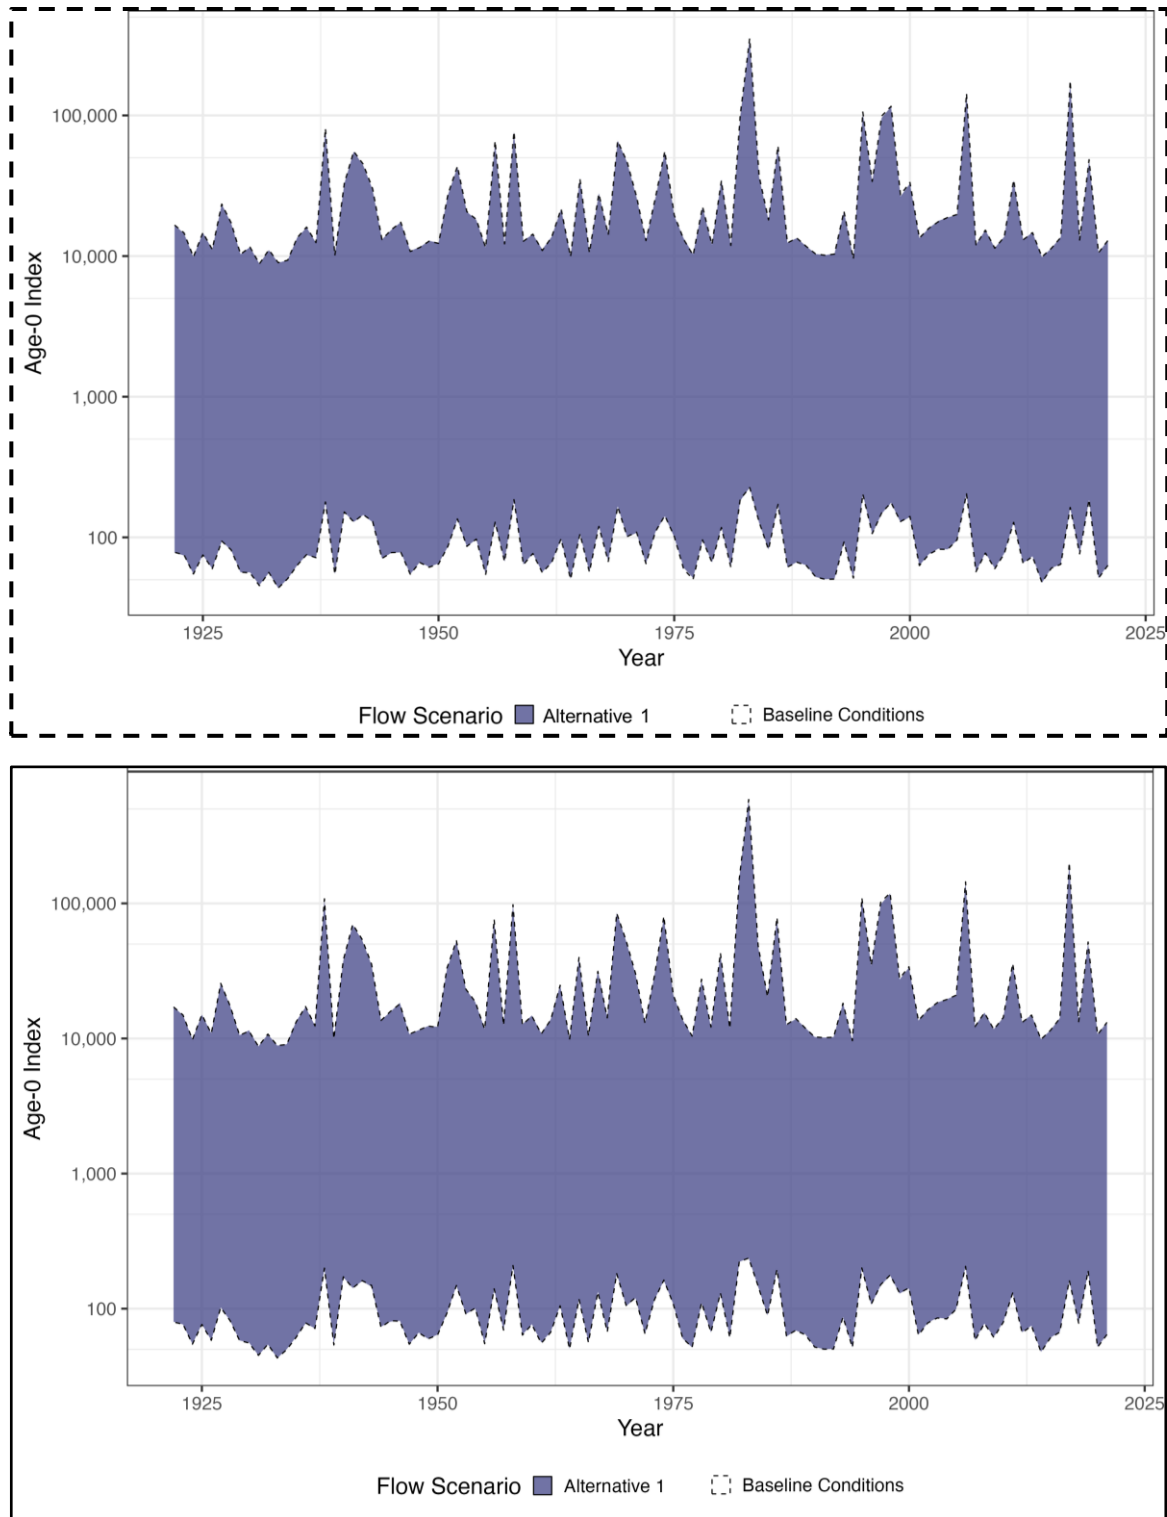 100,000
10,000
1,000
100
Age-0 Index
1925 1950 1975 2000 2025
Year
Flow Scenario Alternative 1 Baseline Conditions
100,000
10,000
1,000
100
Age-0 Index
1925 1950 1975 2000 2025
Year
Flow Scenario Alternative 1 Baseline Conditions